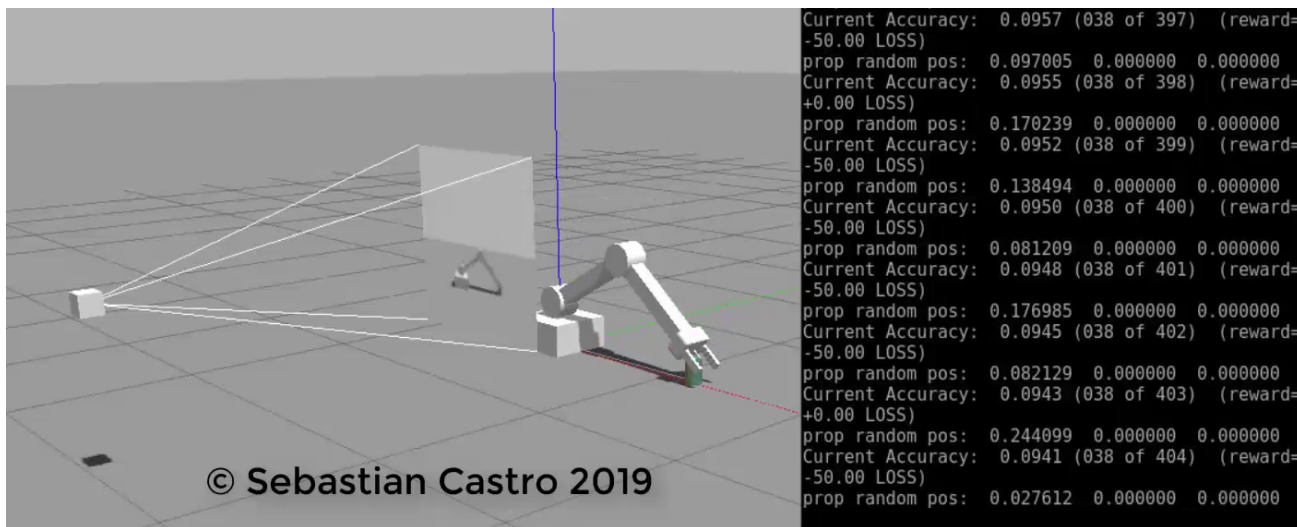 © Sebastian Castro 2019
Current Accuracy:  0.0957 (038 of 397)  (reward=
-50.00 LOSS)
prop random pos:  0.097005  0.000000  0.000000
Current Accuracy:  0.0955 (038 of 398)  (reward=
+0.00 LOSS)
prop random pos:  0.170239  0.000000  0.000000
Current Accuracy:  0.0952 (038 of 399)  (reward=
-50.00 LOSS)
prop random pos:  0.138494  0.000000  0.000000
Current Accuracy:  0.0950 (038 of 400)  (reward=
-50.00 LOSS)
prop random pos:  0.081209  0.000000  0.000000
Current Accuracy:  0.0948 (038 of 401)  (reward=
-50.00 LOSS)
prop random pos:  0.176985  0.000000  0.000000
Current Accuracy:  0.0945 (038 of 402)  (reward=
-50.00 LOSS)
prop random pos:  0.082129  0.000000  0.000000
Current Accuracy:  0.0943 (038 of 403)  (reward=
+0.00 LOSS)
prop random pos:  0.244099  0.000000  0.000000
Current Accuracy:  0.0941 (038 of 404)  (reward=
-50.00 LOSS)
prop random pos:  0.027612  0.000000  0.000000